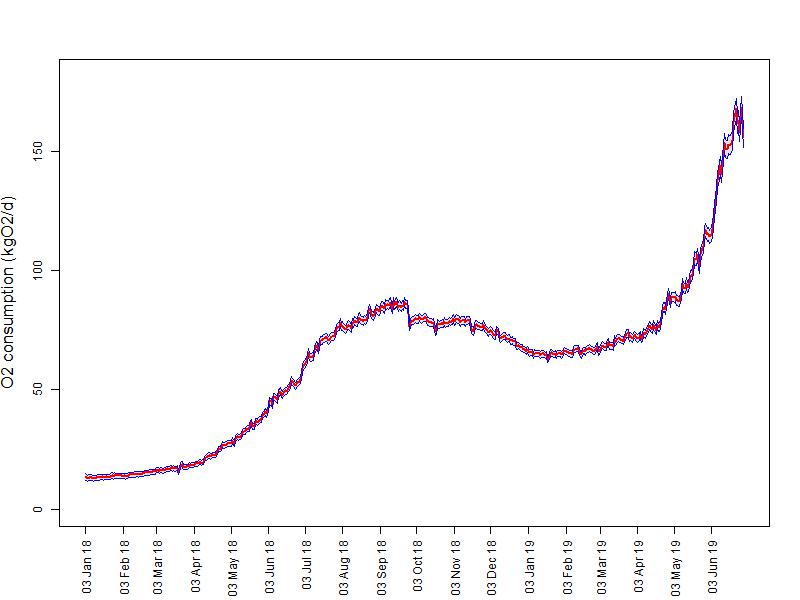 O2 consumption (kgO2/d)
150
100
50
0
03 Jan 18
03 Feb 18
03 Mar 18
03 Apr 18
03 May 18
03 Jun 18
03 Jul 18
03 Aug 18
03 Sep 18
03 Oct 18
03 Nov 18
03 Dec 18
03 Jan 19
03 Feb 19
03 Mar 19
03 Apr 19
03 May 19
03 Jun 19